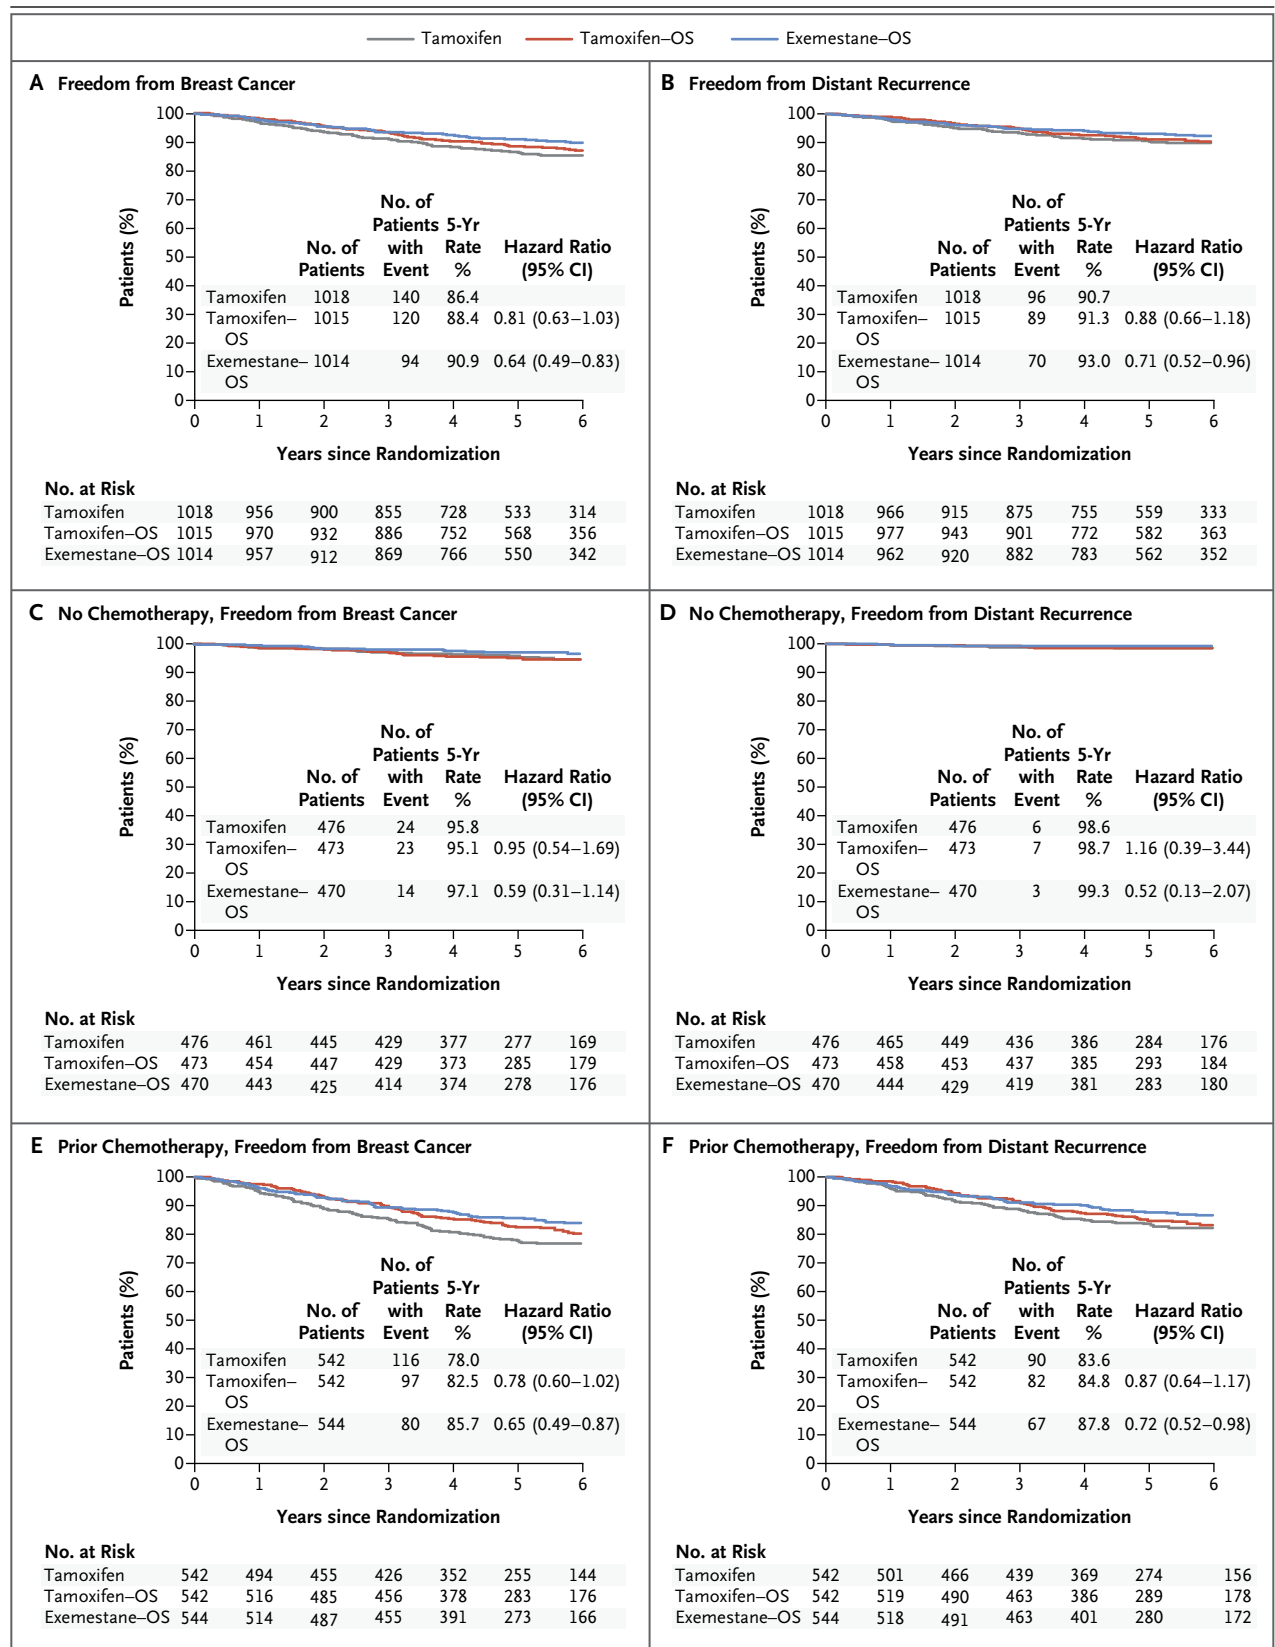 Tamoxifen Tamoxifen–OS Exemestane–OS
A Freedom from Breast Cancer
Patients (%)
100
90
80
70
60
50
40
30
20
10
0
No. of Patients No. of Patients with Event 5-Yr Rate % Hazard Ratio (95% CI)
Tamoxifen 1018 140 86.4
Tamoxifen–OS 1015 120 88.4 0.81 (0.63–1.03)
Exemestane–OS 1014 94 90.9 0.64 (0.49–0.83)
0 1 2 3 4 5 6
Years since Randomization
No. at Risk
Tamoxifen 1018 956 900 855 728 533 314
Tamoxifen–OS 1015 970 932 886 752 568 356
Exemestane–OS 1014 957 912 869 766 550 342
B Freedom from Distant Recurrence
Patients (%)
100
90
80
70
60
50
40
30
20
10
0
No. of Patients No. of Patients with Event 5-Yr Rate % Hazard Ratio (95% CI)
Tamoxifen 1018 96 90.7
Tamoxifen–OS 1015 89 91.3 0.88 (0.66–1.18)
Exemestane–OS 1014 70 93.0 0.71 (0.52–0.96)
0 1 2 3 4 5 6
Years since Randomization
No. at Risk
Tamoxifen 1018 966 915 875 755 559 333
Tamoxifen–OS 1015 977 943 901 772 582 363
Exemestane–OS 1014 962 920 882 783 562 352
C No Chemotherapy, Freedom from Breast Cancer
Patients (%)
100
90
80
70
60
50
40
30
20
10
0
No. of Patients No. of Patients with Event 5-Yr Rate % Hazard Ratio (95% CI)
Tamoxifen 476 24 95.8
Tamoxifen–OS 473 23 95.1 0.95 (0.54–1.69)
Exemestane–OS 470 14 97.1 0.59 (0.31–1.14)
0 1 2 3 4 5 6
Years since Randomization
No. at Risk
Tamoxifen 476 461 445 429 377 277 169
Tamoxifen–OS 473 454 447 429 373 285 179
Exemestane–OS 470 443 425 414 374 278 176
D No Chemotherapy, Freedom from Distant Recurrence
Patients (%)
100
90
80
70
60
50
40
30
20
10
0
No. of Patients No. of Patients with Event 5-Yr Rate % Hazard Ratio (95% CI)
Tamoxifen 476 6 98.6
Tamoxifen–OS 473 7 98.7 1.16 (0.39–3.44)
Exemestane–OS 470 3 99.3 0.52 (0.13–2.07)
0 1 2 3 4 5 6
Years since Randomization
No. at Risk
Tamoxifen 476 465 449 436 386 284 176
Tamoxifen–OS 473 458 453 437 385 293 184
Exemestane–OS 470 444 429 419 381 283 180
E Prior Chemotherapy, Freedom from Breast Cancer
Patients (%)
100
90
80
70
60
50
40
30
20
10
0
No. of Patients No. of Patients with Event 5-Yr Rate % Hazard Ratio (95% CI)
Tamoxifen 542 116 78.0
Tamoxifen–OS 542 97 82.5 0.78 (0.60–1.02)
Exemestane–OS 544 80 85.7 0.65 (0.49–0.87)
0 1 2 3 4 5 6
Years since Randomization
No. at Risk
Tamoxifen 542 494 455 426 352 255 144
Tamoxifen–OS 542 516 485 456 378 283 176
Exemestane–OS 544 514 487 455 391 273 166
F Prior Chemotherapy, Freedom from Distant Recurrence
Patients (%)
100
90
80
70
60
50
40
30
20
10
0
No. of Patients No. of Patients with Event 5-Yr Rate % Hazard Ratio (95% CI)
Tamoxifen 542 90 83.6
Tamoxifen–OS 542 82 84.8 0.87 (0.64–1.17)
Exemestane–OS 544 67 87.8 0.72 (0.52–0.98)
0 1 2 3 4 5 6
Years since Randomization
No. at Risk
Tamoxifen 542 501 466 439 369 274 156
Tamoxifen–OS 542 519 490 463 386 289 178
Exemestane–OS 544 518 491 463 401 280 172